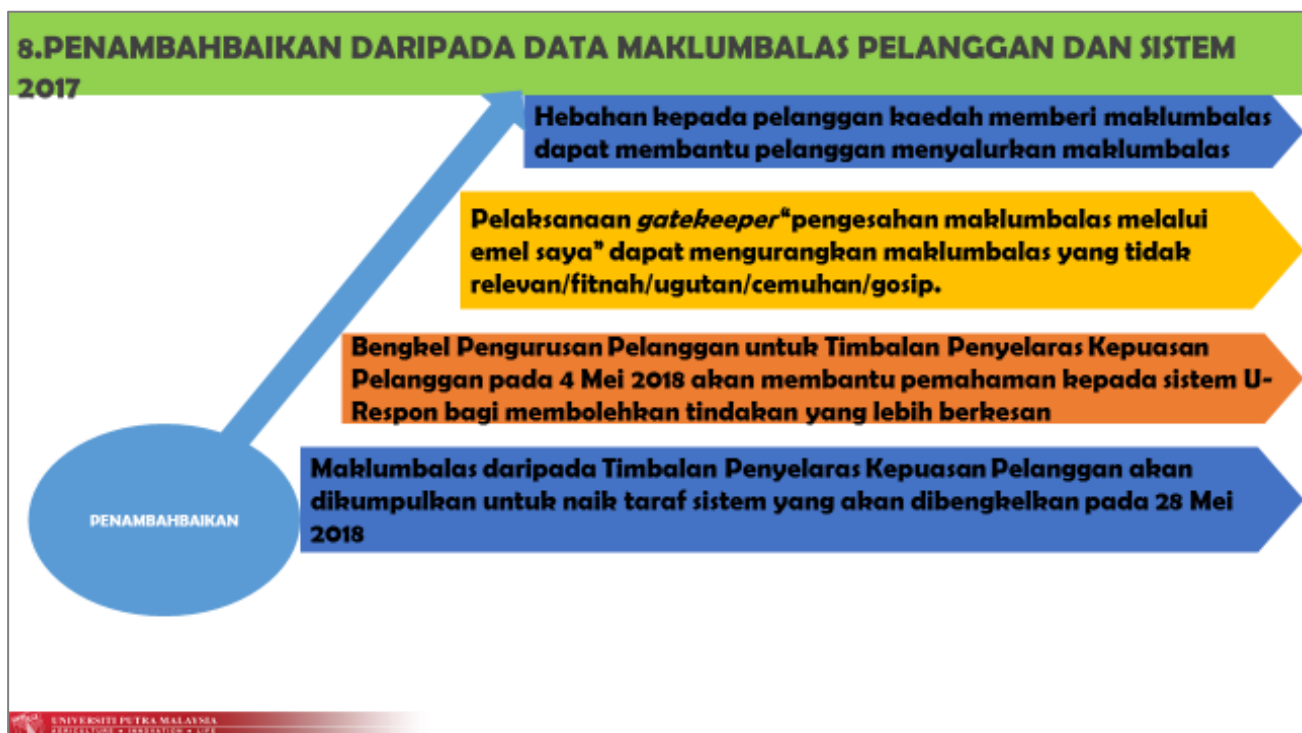 8.PENAMBAHBAIKAN DARIPADA DATA MAKLUMBALAS PELANGGAN DAN SISTEM
2017
Hebahan kepada pelanggan kaedah memberi maklumbalas
dapat membantu pelanggan menyalurkan maklumbalas
Pelaksanaan gatekeeper“pengesahan maklumbalas melalui
emel saya” dapat mengurangkan maklumbalas yang tidak
relevan/fitnah/ugutan/cemuhan/gosip.
Bengkel Pengurusan Pelanggan untuk Timbalan Penyelaras Kepuasan
Pelanggan pada 4 Mei 2018 akan membantu pemahaman kepada sistem U-
Respon bagi membolehkan tindakan yang lebih berkesan
Maklumbalas daripada Timbalan Penyelaras Kepuasan Pelanggan akan
dikumpulkan untuk naik taraf sistem yang akan dibengkelkan pada 28 Mei
2018
PENAMBAHBAIKAN
UNIVERSITI PUTRA MALAYSIA
AGRICULTURE • INNOVATION • LIFE